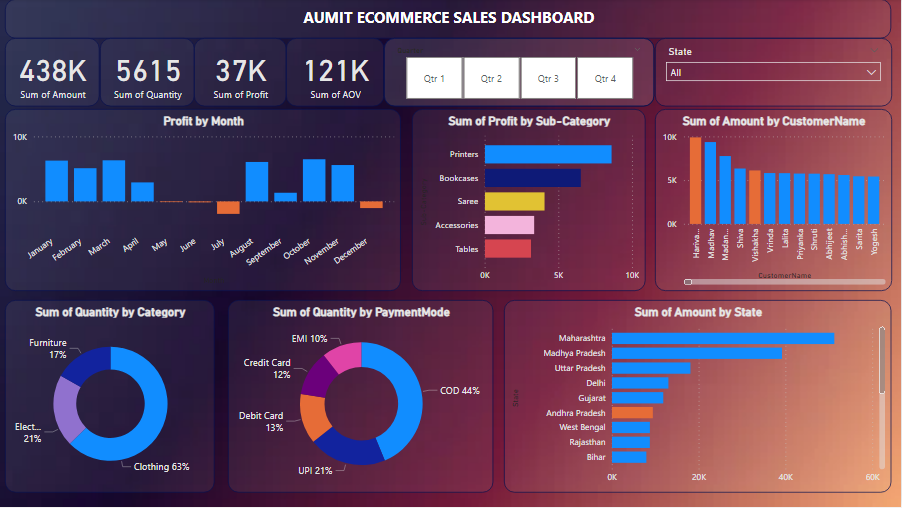 AUMIT ECOMMERCE SALES DASHBOARD
438K
Sum of Amount
5615
Sum of Quantity
37K
Sum of Profit
121K
Sum of AOV
Qtr 1
Qtr 2
Qtr 3
Qtr 4
State
All
Profit by Month
10K
0K
January
February
March
April
May
June
July
August
September
October
November
December
Sum of Profit by Sub-Category
Printers
Bookcases
Saree
Accessories
Tables
0K
5K
10K
Sum of Amount by CustomerName
10K
5K
0K
Hariva...
Madhav
Madan...
Shiva
Vishakha
Vrinda
Lalita
Priyanka
Shruti
Abhijeet
Abhish...
Sarita
Yogesh
CustomerName
Sum of Quantity by Category
Furniture
17%
Elect...
21%
Clothing 63%
Sum of Quantity by PaymentMode
EMI 10%
Credit Card
12%
Debit Card
13%
UPI 21%
COD 44%
Sum of Amount by State
State
Maharashtra
Madhya Pradesh
Uttar Pradesh
Delhi
Gujarat
Andhra Pradesh
West Bengal
Rajasthan
Bihar
0K
20K
40K
60K